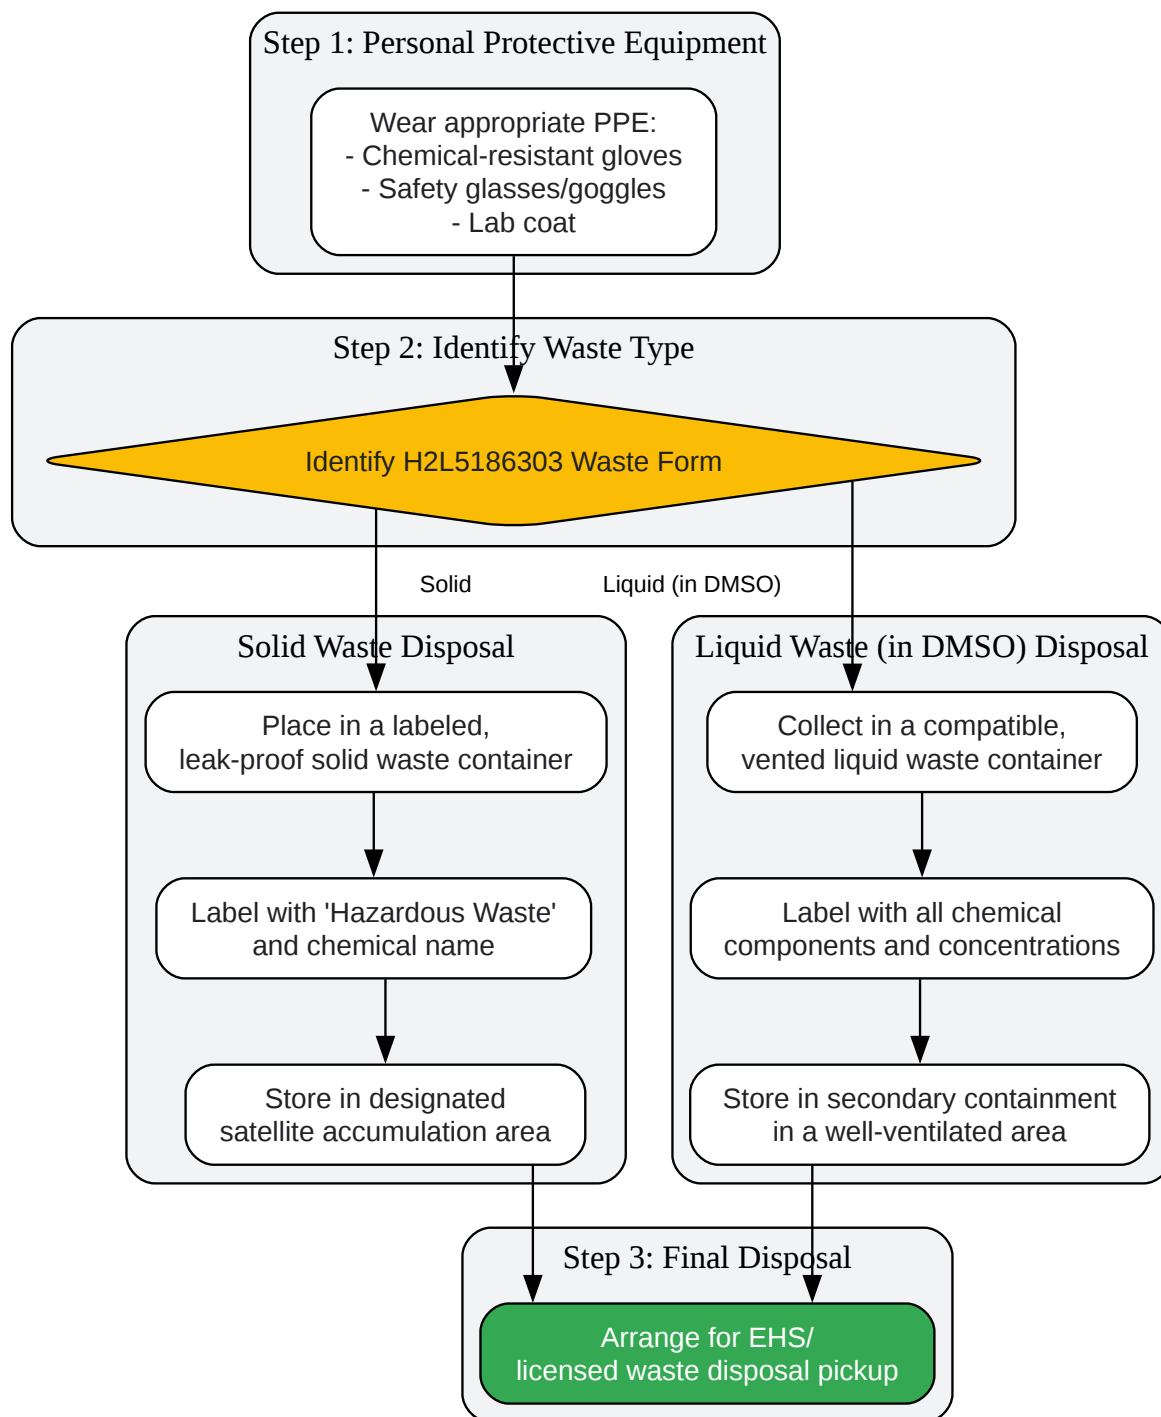 Step 1: Personal Protective Equipment
Wear appropriate PPE:
- Chemical-resistant gloves
- Safety glasses/goggles
- Lab coat
Step 2: Identify Waste Type
Identify H2L5186303 Waste Form
Solid
Liquid (in DMSO)
Solid Waste Disposal
Place in a labeled,
leak-proof solid waste container
Label with 'Hazardous Waste'
and chemical name
Store in designated
satellite accumulation area
Liquid Waste (in DMSO) Disposal
Collect in a compatible,
vented liquid waste container
Label with all chemical
components and concentrations
Store in secondary containment
in a well-ventilated area
Step 3: Final Disposal
Arrange for EHS/
licensed waste disposal pickup